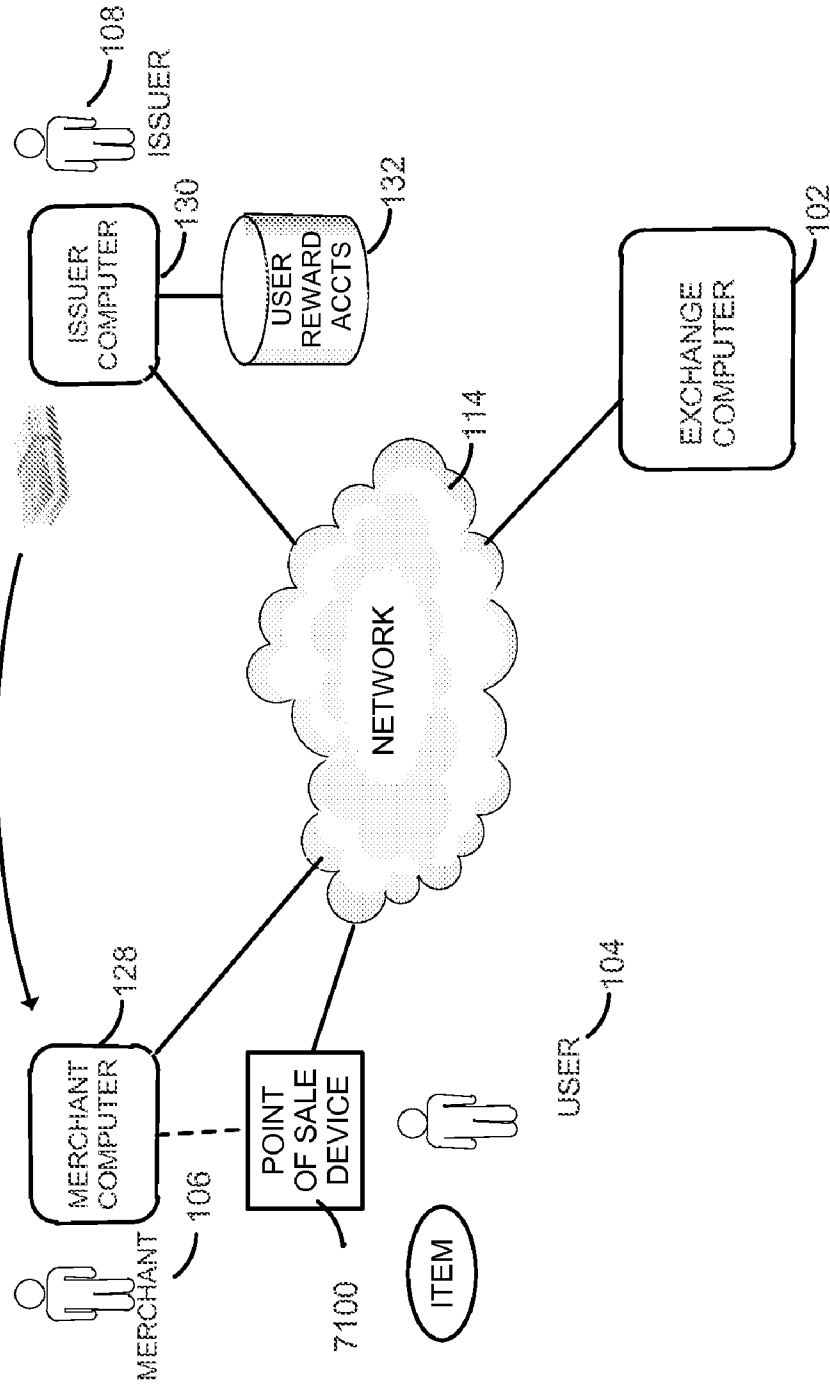 MERCHANT
106
MERCHANT
COMPUTER
128
ISSUER
COMPUTER
130
108
ISSUER
USER
REWARD
ACCTS
132
POINT
OF SALE
DEVICE
7100
NETWORK
114
ITEM
USER
104
EXCHANGE
COMPUTER
102